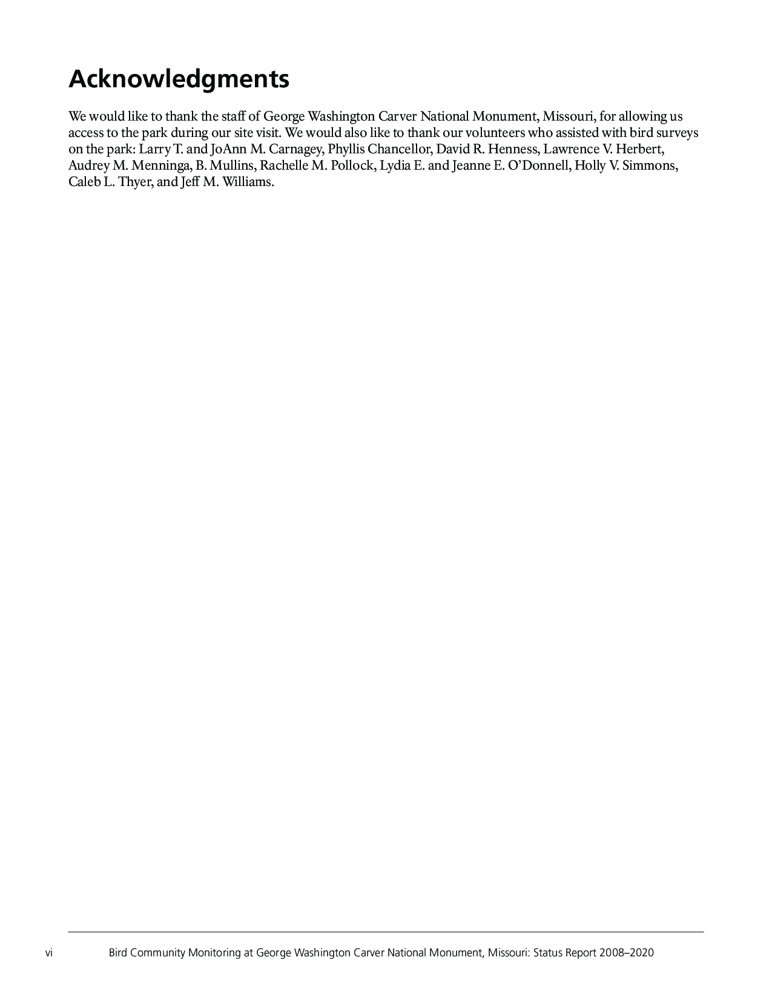 Acknowledgments
We would like to thank the staff of George Washington Carver National Monument, Missouri, for allowing us
access to the park during our site visit. We would also like to thank our volunteers who assisted with bird surveys
on the park: Larry T. and JoAnn M. Carnagey, Phyllis Chancellor, David R. Henness, Lawrence V. Herbert,
Audrey M. Menninga, B. Mullins, Rachelle M. Pollock, Lydia E. and Jeanne E. O’Donnell, Holly V. Simmons,
Caleb L. Thyer, and Jeff M. Williams.
vi Bird Community Monitoring at George Washington Carver National Monument, Missouri: Status Report 2008–2020